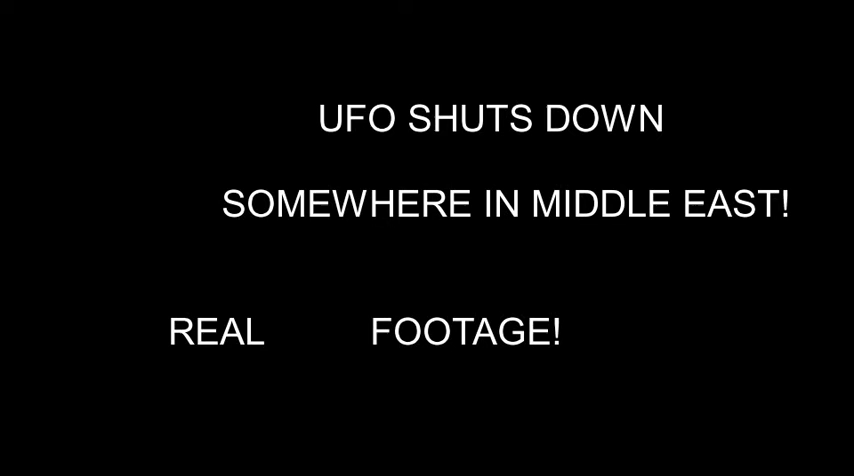 UFO SHUTS DOWN
SOMEWHERE IN MIDDLE EAST!
REAL FOOTAGE!